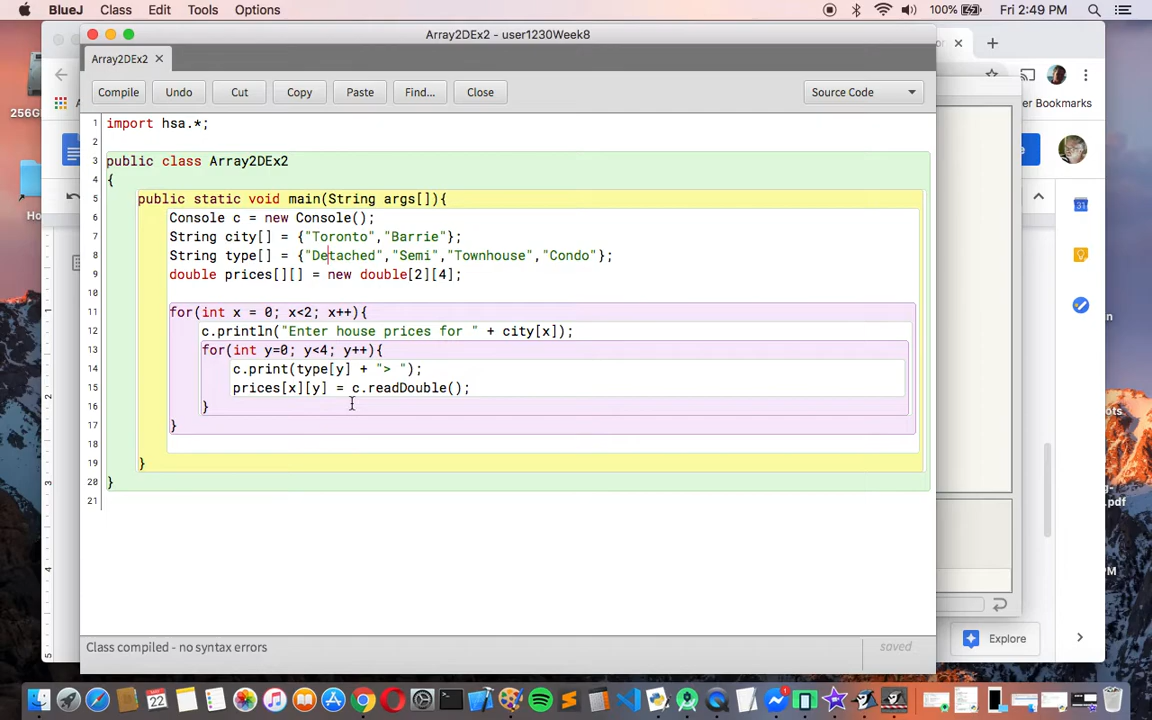 BlueJ Class Edit Tools Options 100% Fri 2:49 PM
Array2DEx2 - user1230Week8
Array2DEx2
Compile Undo Cut Copy Paste Find... Close Source Code
er Bookmarks
256G
Ho
1 import hsa.*;
2
3 public class Array2DEx2
4 {
5 public static void main(String args[]){
6 Console c = new Console();
7 String city[] = {"Toronto","Barrie"};
8 String type[] = {"Detached","Semi","Townhouse","Condo"};
9 double prices[][] = new double[2][4];
10
11 for(int x = 0; x<2; x++){
12 c.println("Enter house prices for " + city[x]);
13 for(int y=0; y<4; y++){
14 c.print(type[y] + "> ");
15 prices[x][y] = c.readDouble();
16 }
17 }
18
19 }
20 }
21
Class compiled - no syntax errors saved
Explore
.pdf
PM